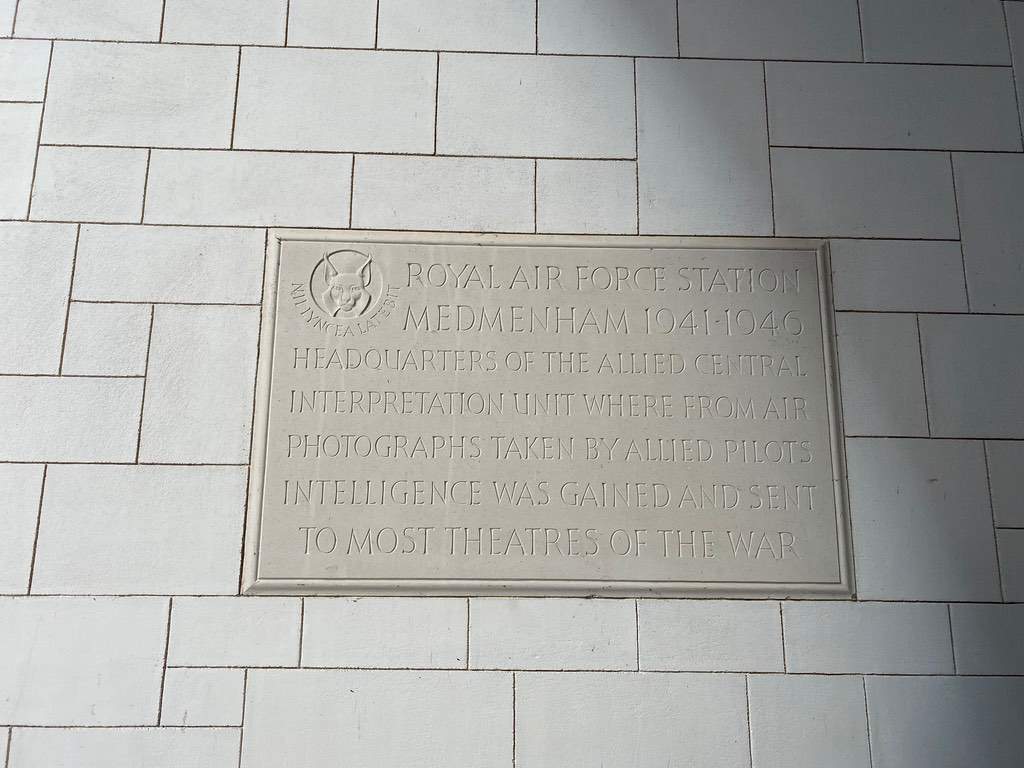 ROYAL AIR FORCE STATION
MEDMENHAM 1941-1946
NIL LYNCEA LATEBIT
HEADQUARTERS OF THE ALLIED CENTRAL
INTERPRETATION UNIT WHERE FROM AIR
PHOTOGRAPHS TAKEN BY ALLIED PILOTS
INTELLIGENCE WAS GAINED AND SENT
TO MOST THEATRES OF THE WAR